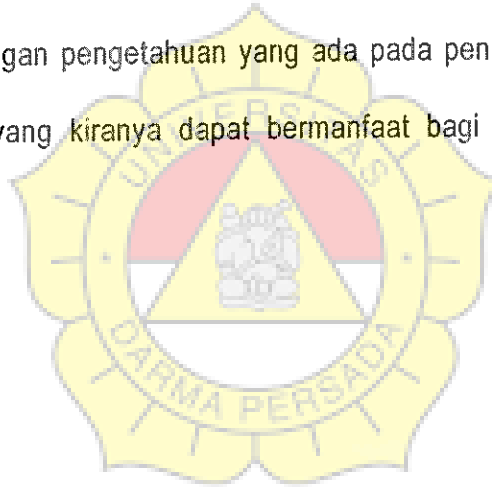 gan pengetahuan yang ada pada pen
yang kiranya dapat bermanfaat bagi
UNIVERSITAS
DARMA PERSADA